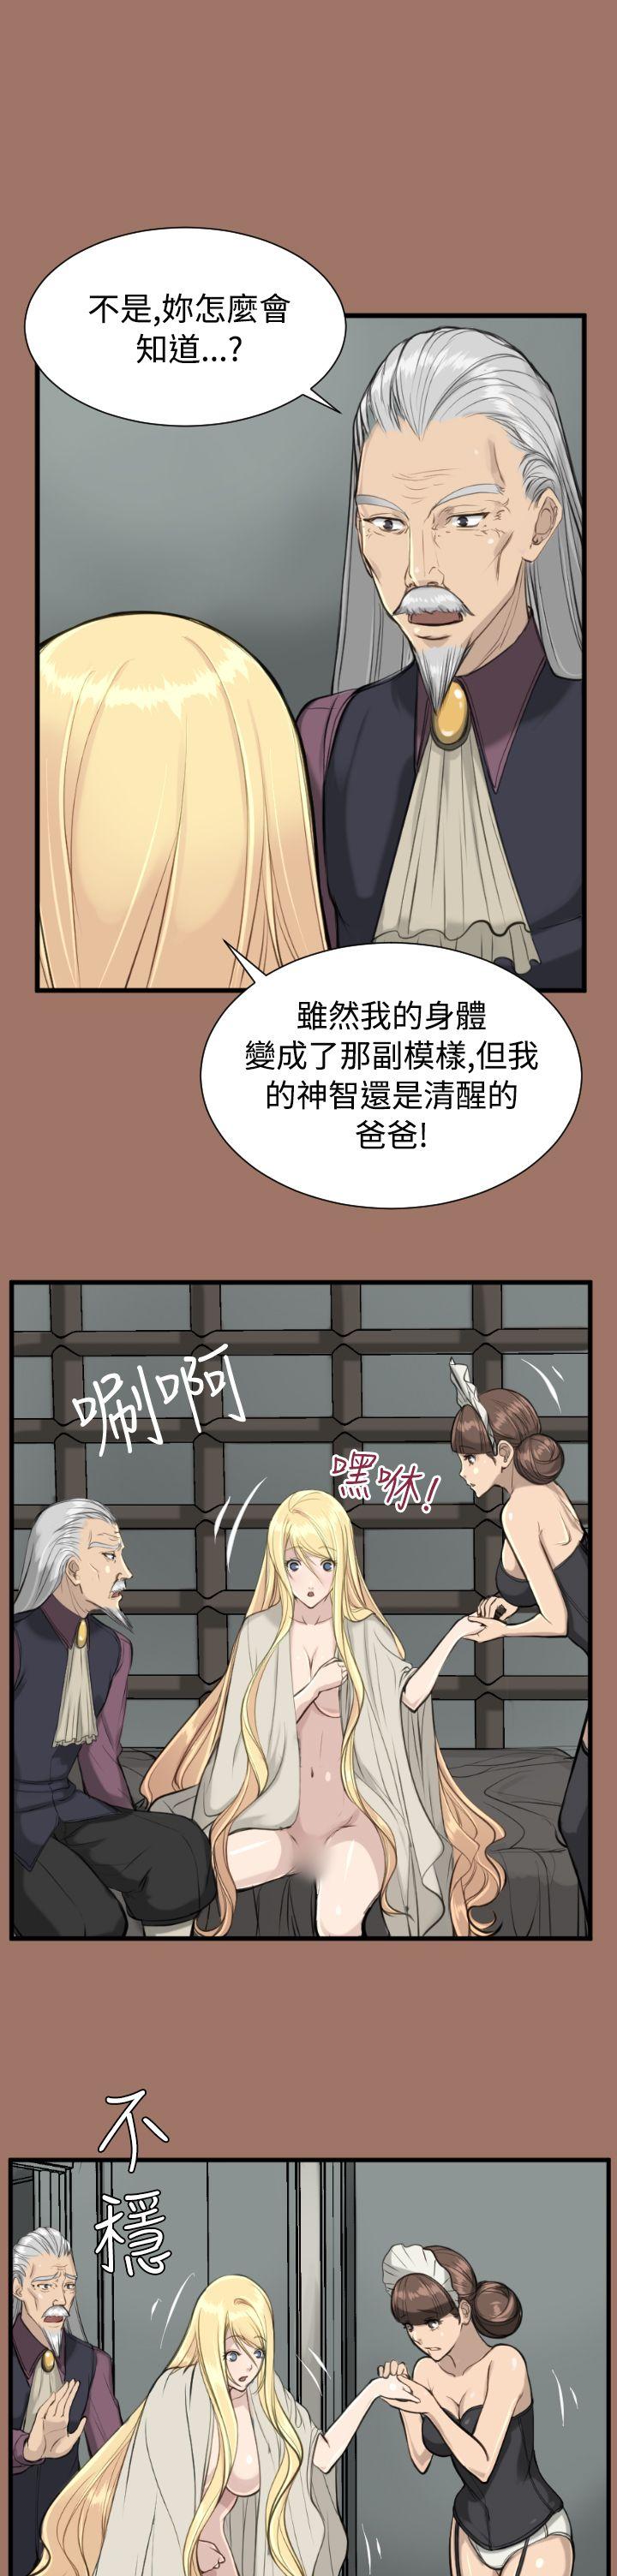 不是,妳怎麼會
知道...?
雖然我的身體
變成了那副模樣,但我
的神智還是清醒的
爸爸!
唰啊
嘿咻!
不
穩